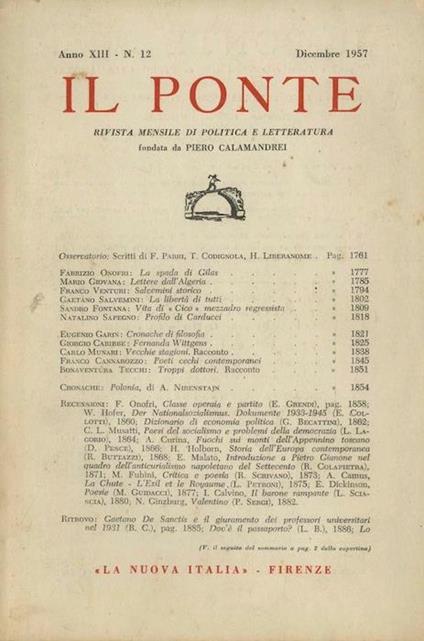 Anno XIII - N. 12 Dicembre 1957
IL PONTE
RIVISTA MENSILE DI POLITICA E LETTERATURA
fondata da PIERO CALAMANDREI
Osservatorio: Scritti di F. PARRI, T. CODIGNOLA, H. LIBERANOME . Pag. 1761
FABRIZIO ONOFRI: La spada di Gilas . . . . . » 1777
MARIO GIOVANA: Lettere dall'Algeria . . . . . » 1785
FRANCO VENTURI: Salvemini storico . . . . . » 1794
GAETANO SALVEMINI: La libertà di tutti . . . . . » 1802
SANDRO FONTANA: Vita di « Cico » mezzadro regressista . . . » 1809
NATALINO SAPEGNO: Profilo di Carducci . . . . . » 1818
EUGENIO GARIN: Cronache di filosofia . . . . . » 1821
GIORGIO CABIBBE: Fernanda Wittgens . . . . . » 1825
CARLO MUNARI: Vecchie stagioni. Racconto . . . . . » 1838
FRANCO CANNAROZZO: Poeti cechi contemporanei . . . . » 1845
BONAVENTURA TECCHI: Troppi dottori. Racconto . . . . » 1851
CRONACHE: Polonia, di A. NIRENSTAJN . . . . . » 1854
RECENSIONI: F. Onofri, Classe operaia e partito (E. GRENDI), pag. 1858;
W. Hofer, Der Nationalsozialismus. Dokumente 1933-1945 (E. COL-
LOTTI), 1860; Dizionario di economia politica (G. BECATTINI), 1862;
C. L. Musatti, Poesi del socialismo e problemi della democrazia (L. LA-
GORIO), 1864; A. Curina, Fuochi sui monti dell'Appennino toscano
(D. PESCE), 1866; H. Holborn, Storia dell'Europa contemporanea
(R. BUTTAZZI), 1868; E. Malato, Introduzione a Pietro Giannone nel
quadro dell'anticurialismo napoletano del Settecento (R. COLAPIETRA),
1871; M. Fubini, Critica e poesia (R. SCRIVANO), 1873; A. Camus,
La Chute - L'Exil et le Royaume (L. PETRONI), 1875; E. Dickinson,
Poesie (M. GUIDACCI), 1877; I. Calvino, Il barone rampante (L. SCIA-
SCIA), 1880; N. Ginzburg, Valentino (P. SERGI), 1882.
RITROVO: Gaetano De Sanctis e il giuramento dei professori universitari
nel 1931 (B. C.), pag. 1885; Dov'è il passaporto? (L. B.), 1886; Lo
(V. il seguito del sommario a pag. 2 della copertina)
«LA NUOVA ITALIA» - FIRENZE